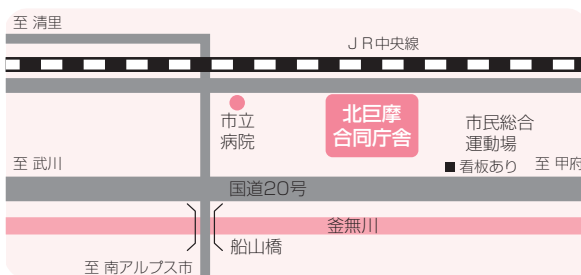 至 清里
ＪＲ中央線
市立
病院
北巨摩
合同庁舎
市民総合
運動場
■看板あり
至 武川
至 甲府
国道20号
釜無川
船山橋
至 南アルプス市